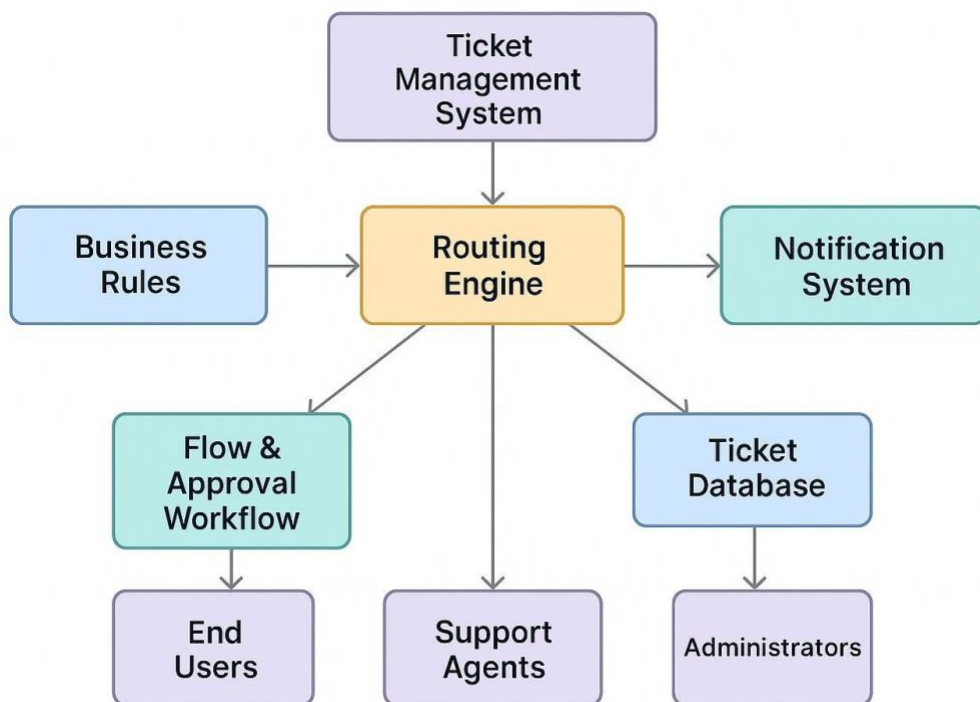 Ticket
Management
System
Business
Rules
Routing
Engine
Notification
System
Flow &
Approval
Workflow
Ticket
Database
End
Users
Support
Agents
Administrators